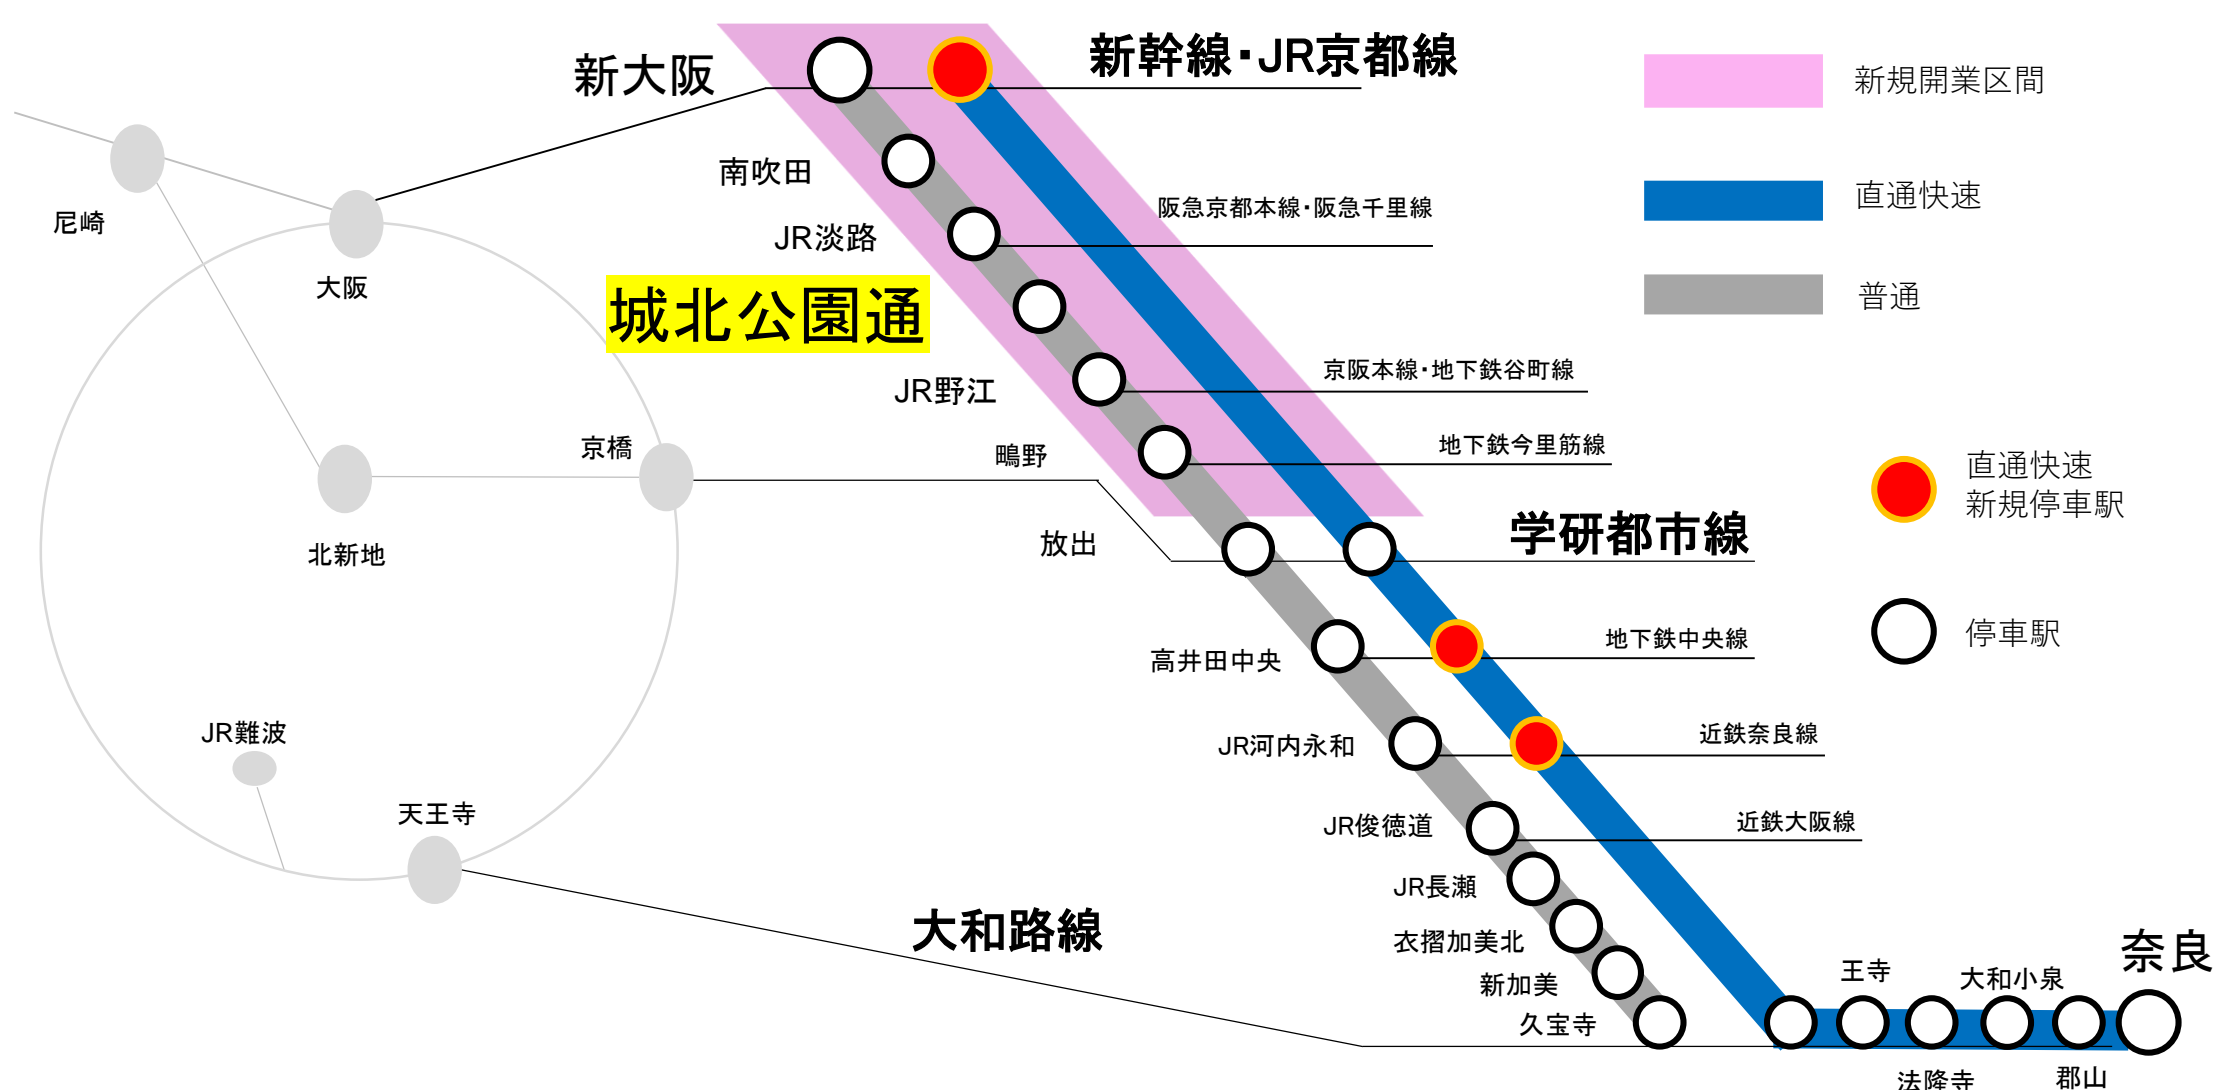 新幹線・JR京都線
新大阪
新規開業区間
南吹田
直通快速
阪急京都本線・阪急千里線
尼崎
JR淡路
大阪
城北公園通
普通
京阪本線・地下鉄谷町線
JR野江
京橋
鴫野
地下鉄今里筋線
直通快速
新規停車駅
学研都市線
北新地
放出
地下鉄中央線
停車駅
高井田中央
JR難波
JR河内永和
近鉄奈良線
天王寺
JR俊徳道
近鉄大阪線
JR長瀬
大和路線
衣摺加美北
奈良
新加美
王寺
大和小泉
久宝寺
法隆寺
郡山